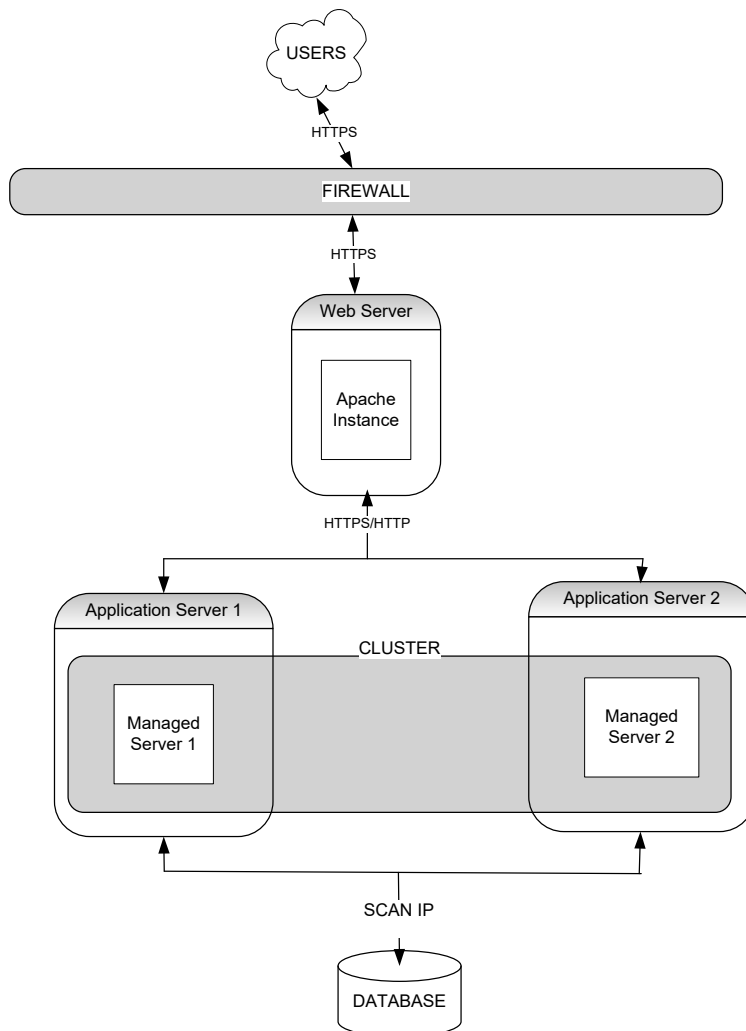 USERS
HTTPS
FIREWALL
HTTPS
Web Server
Apache
Instance
HTTPS/HTTP
Application Server 1
Application Server 2
CLUSTER
Managed
Server 1
Managed
Server 2
SCAN IP
DATABASE